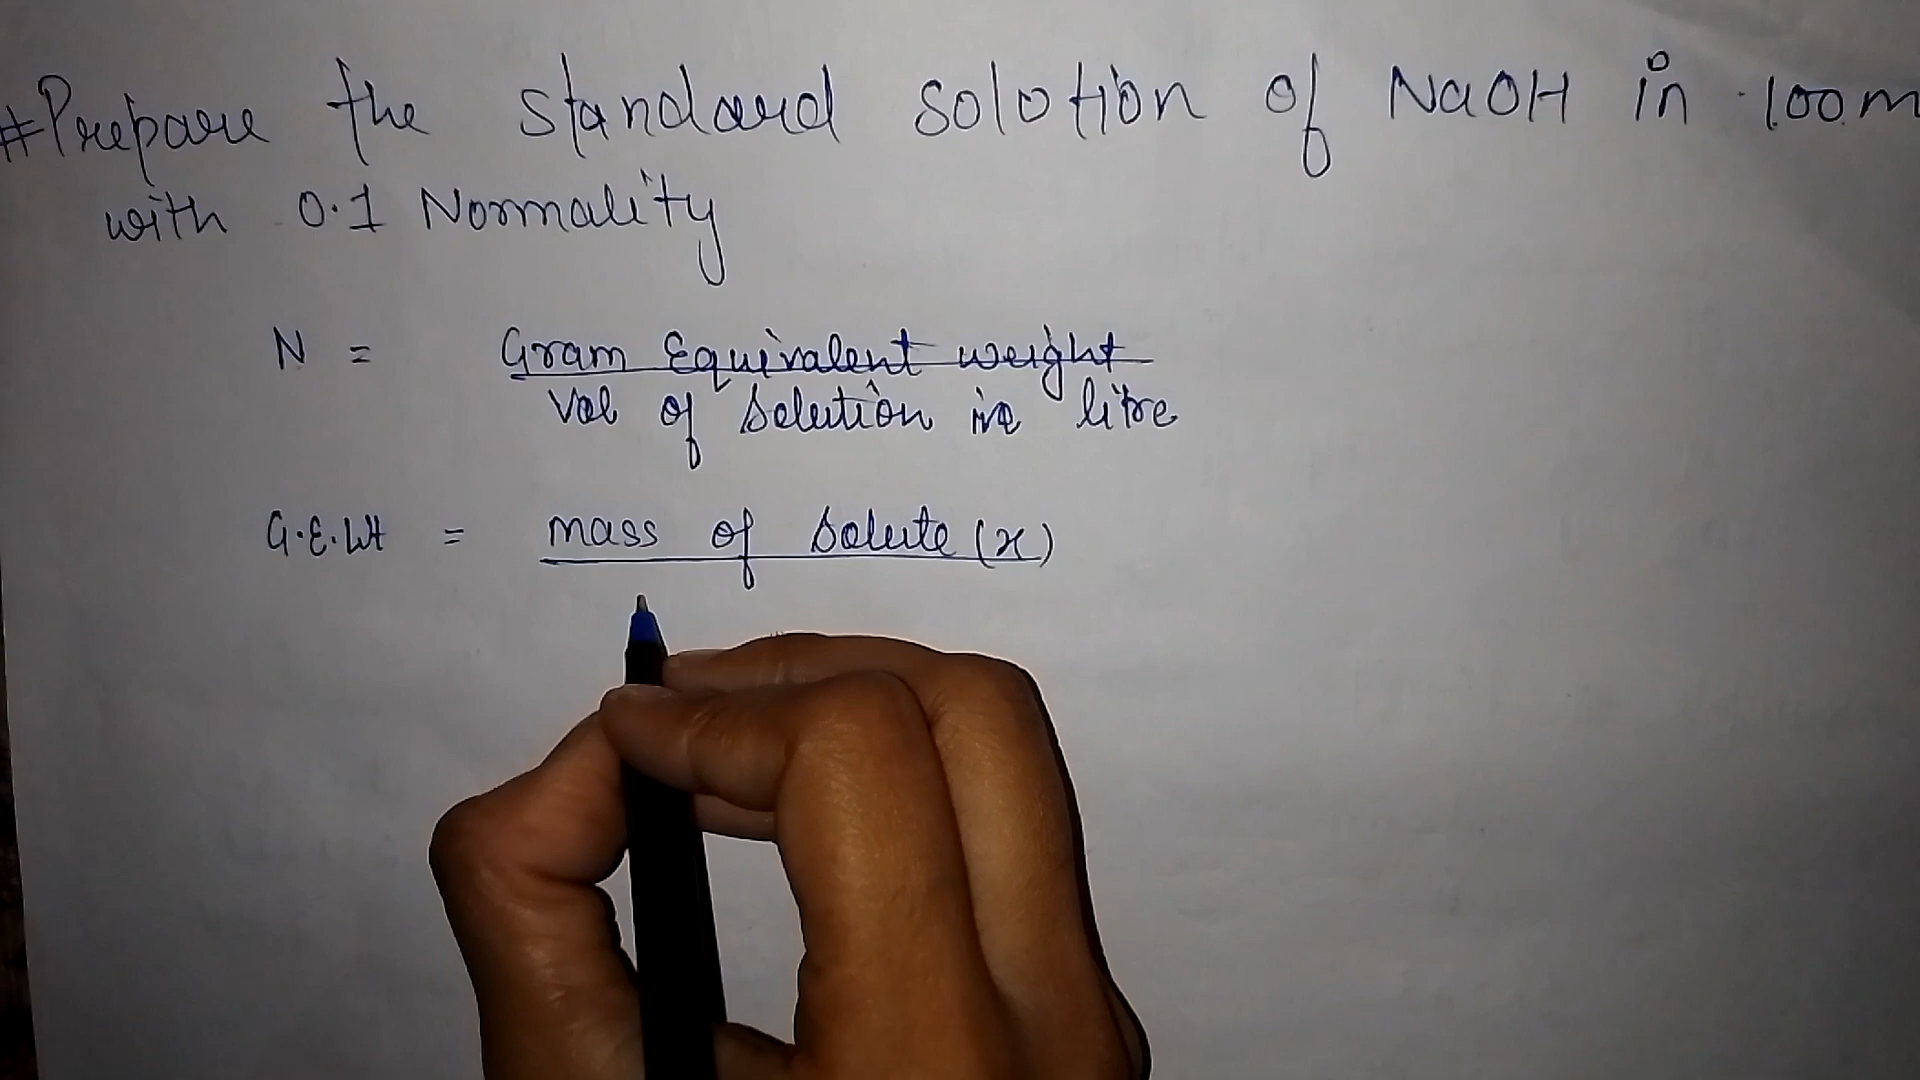 #Prepare the standard solution of NaOH in 100m
with 0.1 Normality
N = Gram Equivalent weight
Vol of Solution in litre
G.E.Wt = mass of Solute (x)